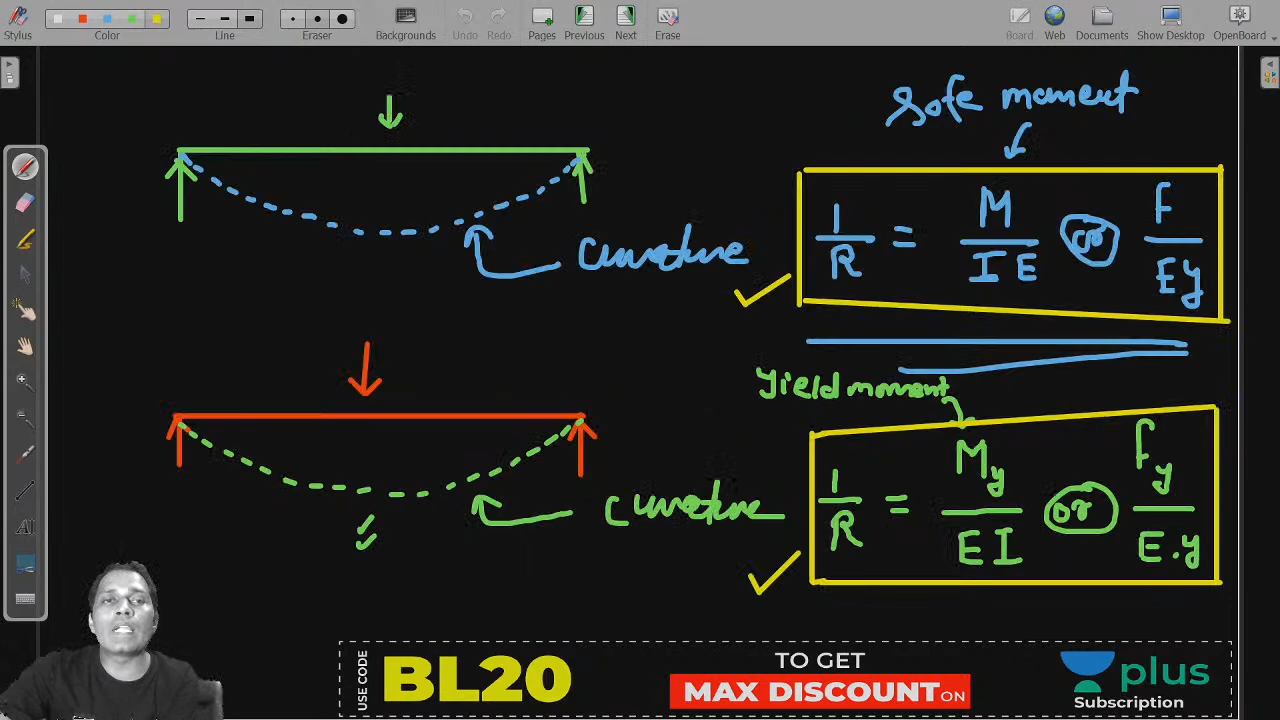 Stylus
Color
Line
Eraser
Backgrounds
Undo
Redo
Pages
Previous
Next
Erase
Board
Web
Documents
Show Desktop
OpenBoard
Safe moment
1/R = M/IE or F/Ey
Curvature
Yield moment
1/R = My/EI or fy/E.y
Curvature
USE CODE
BL20
TO GET
MAX DISCOUNT ON
plus
Subscription